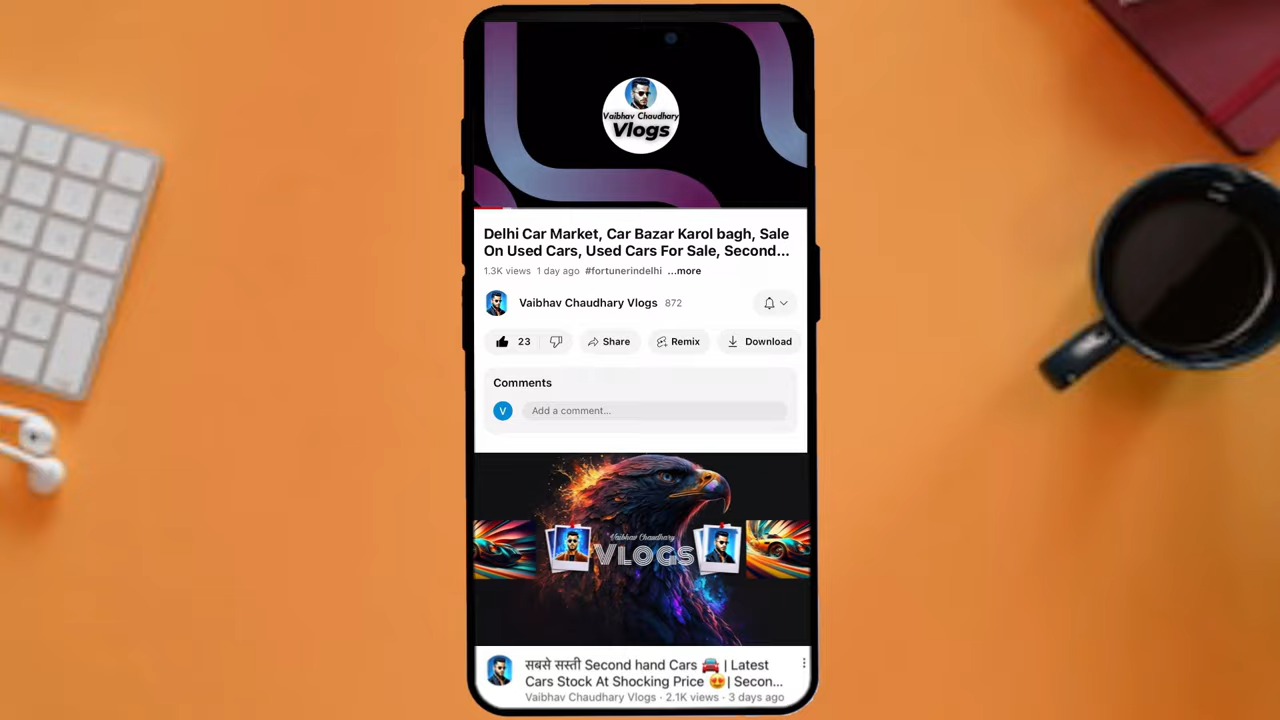 Vaibhav Chaudhary
Vlogs
Delhi Car Market, Car Bazar Karol bagh, Sale
On Used Cars, Used Cars For Sale, Second...
1.3K views 1 day ago #fortunerindelhi ...more
Vaibhav Chaudhary Vlogs 872
23 Share Remix Download
Comments
V Add a comment...
Vaibhav Chaudhary
VLOGS
सबसे सस्ती Second hand Cars 🚘 | Latest
Cars Stock At Shocking Price 😍| Secon...
Vaibhav Chaudhary Vlogs · 2.1K views · 3 days ago